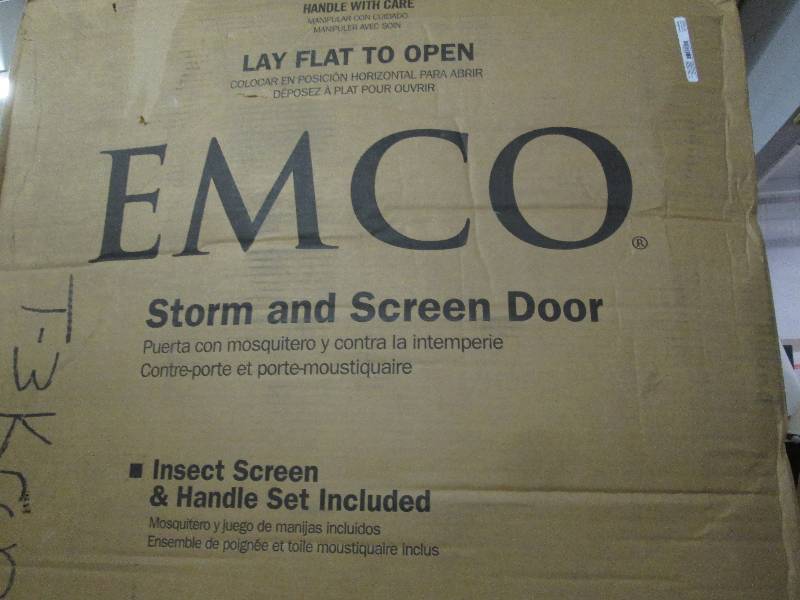 HANDLE WITH CARE
MANIPULAR CON CUIDADO
MANIPULER AVEC SOIN
LAY FLAT TO OPEN
COLOCAR EN POSICIÓN HORIZONTAL PARA ABRIR
DÉPOSEZ À PLAT POUR OUVRIR
EMCO®
Storm and Screen Door
Puerta con mosquitero y contra la intemperie
Contre-porte et porte-moustiquaire
■ Insect Screen
& Handle Set Included
Mosquitero y juego de manijas incluidos
Ensemble de poignée et toile moustiquaire inclus
T-3